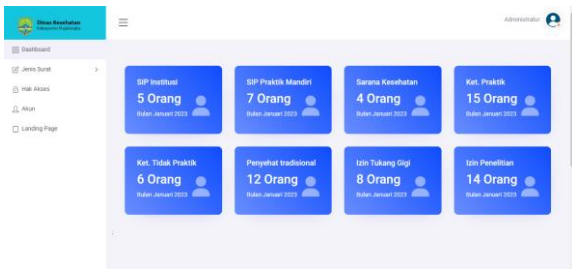 Dinas Kesehatan
Kabupaten Majalengka
Administrator
Dashboard
Jenis Surat
Hak Akses
Akun
Landing Page
SIP Institusi
5 Orang
Bulan Januari 2023
SIP Praktik Mandiri
7 Orang
Bulan Januari 2023
Sarana Kesehatan
4 Orang
Bulan Januari 2023
Ket. Praktik
15 Orang
Bulan Januari 2023
Ket. Tidak Praktik
6 Orang
Bulan Januari 2023
Penyehat tradisional
12 Orang
Bulan Januari 2023
Izin Tukang Gigi
8 Orang
Bulan Januari 2023
Izin Penelitian
14 Orang
Bulan Januari 2023
;